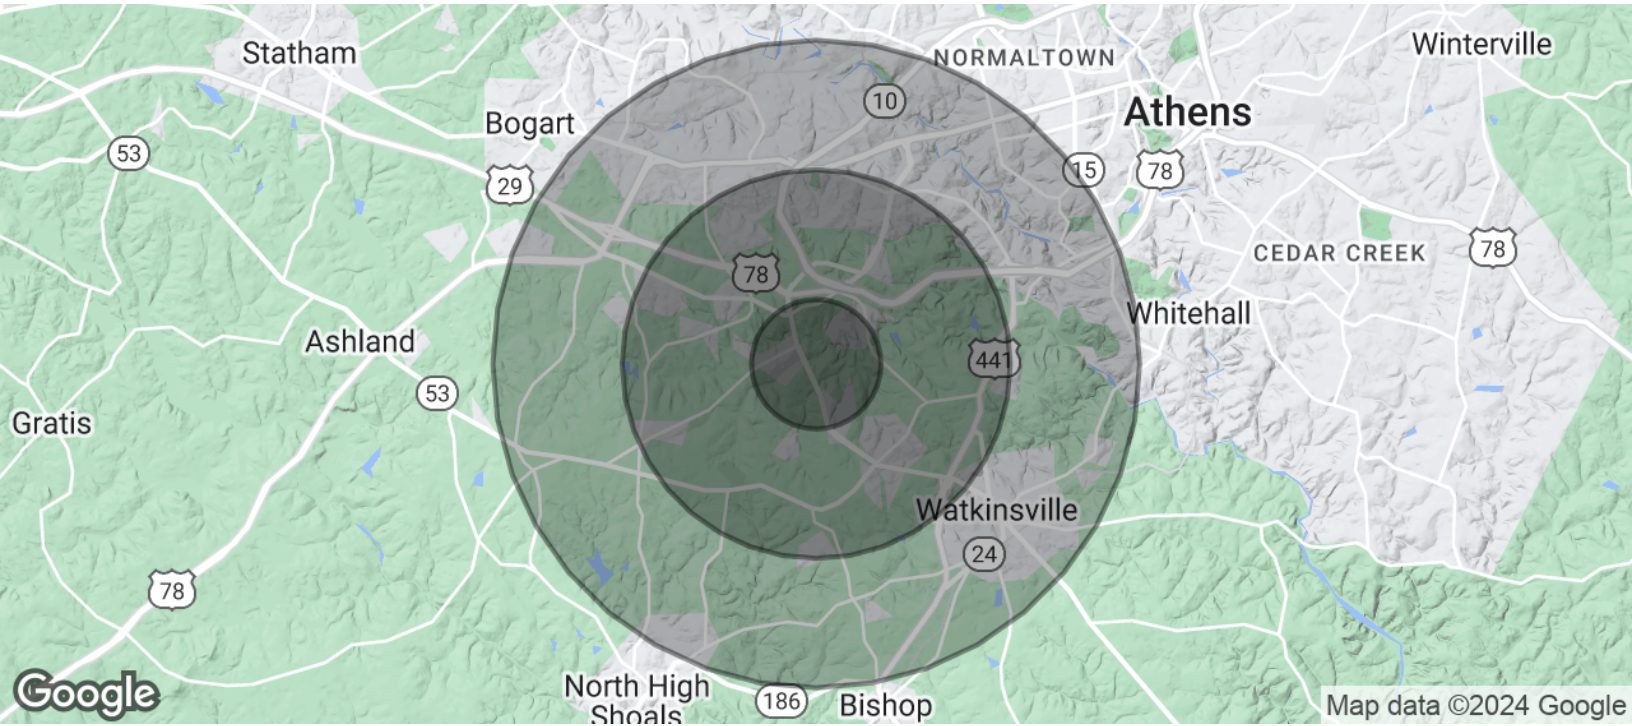 Statham
NORMALTOWN
Winterville
10
Athens
Bogart
53
15
78
29
CEDAR CREEK
78
78
Whitehall
Ashland
441
53
Gratis
Watkinsville
24
78
North High
Shoals
186
Bishop
Google
Map data ©2024 Google